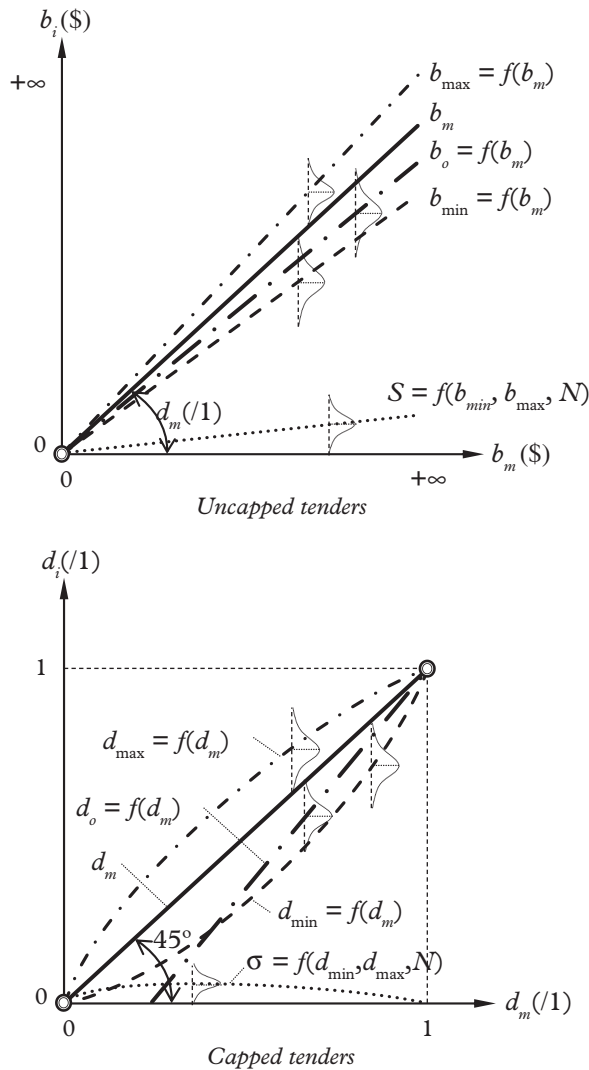 b_i($)
+∞
b_max = f(b_m)
b_m
b_o = f(b_m)
b_min = f(b_m)
S = f(b_min, b_max, N)
d_m(/1)
0
b_m($)
0
+∞
Uncapped tenders
d_i(/1)
1
d_max = f(d_m)
d_o = f(d_m)
d_m
d_min = f(d_m)
45º
σ = f(d_min,d_max,N)
0
d_m(/1)
0
1
Capped tenders